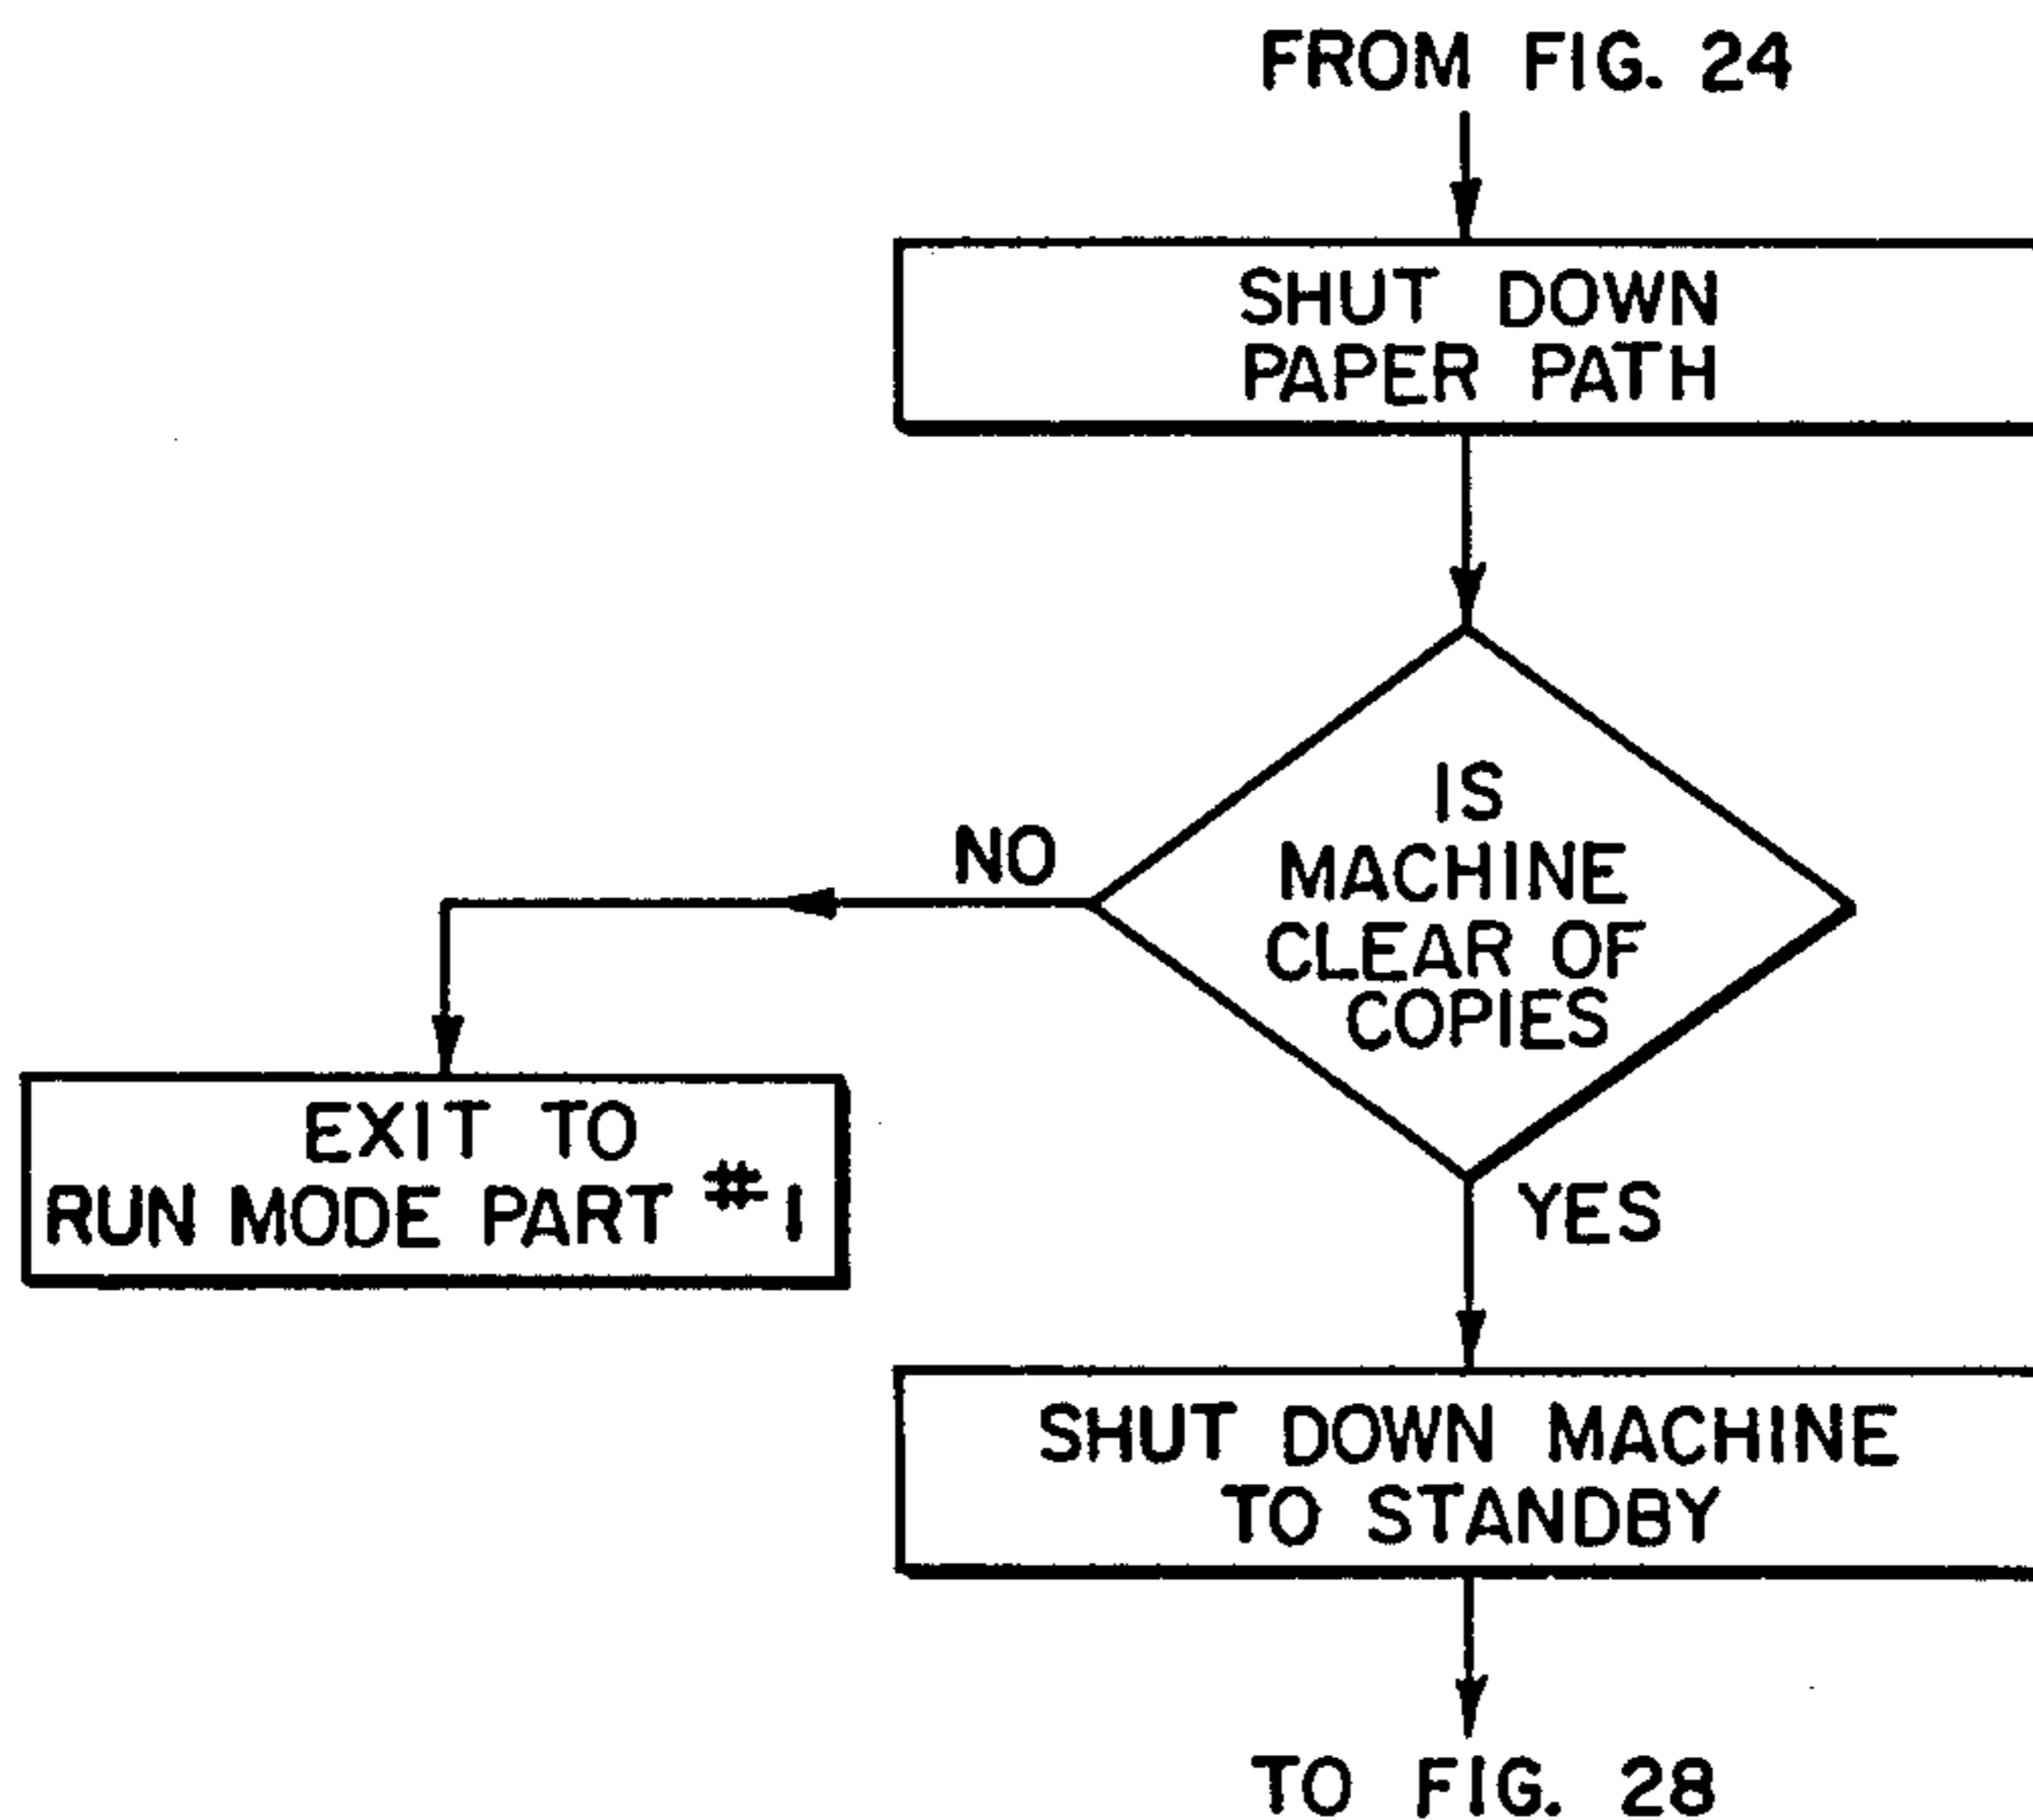 FROM FIG. 24
SHUT DOWN
PAPER PATH
IS
MACHINE
CLEAR OF
COPIES
NO
EXIT TO
RUN MODE PART #1
YES
SHUT DOWN MACHINE
TO STANDBY
TO FIG. 28